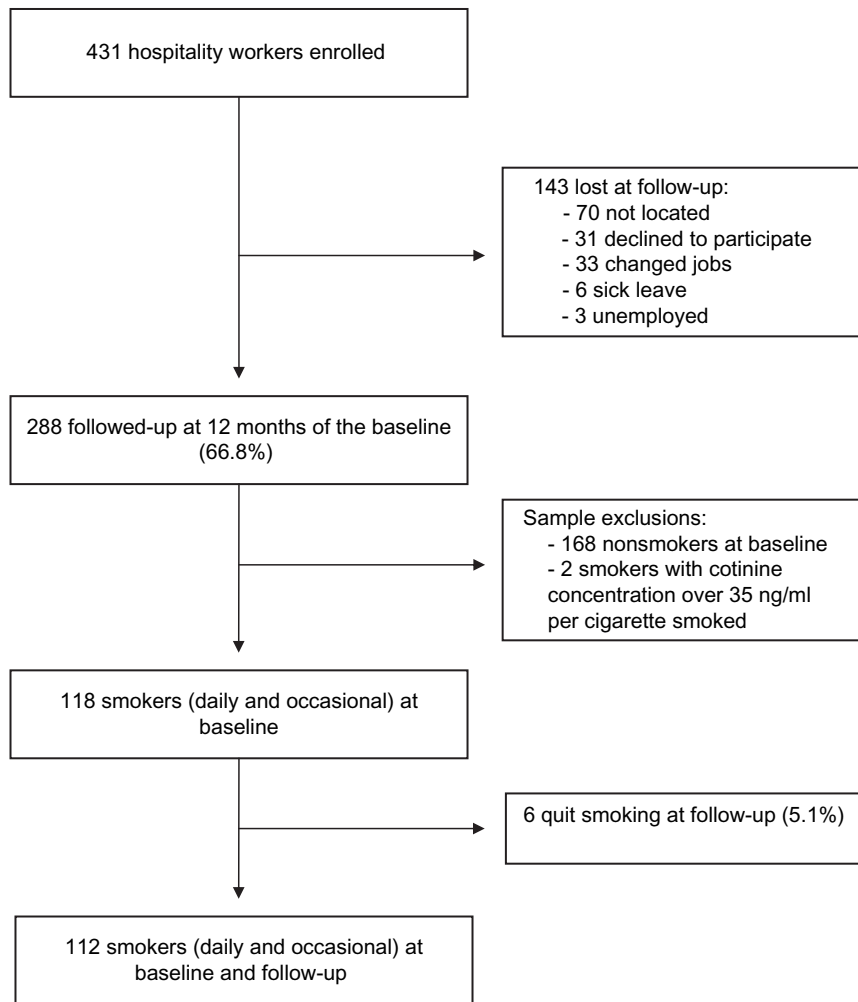 431 hospitality workers enrolled
143 lost at follow-up:
- 70 not located
- 31 declined to participate
- 33 changed jobs
- 6 sick leave
- 3 unemployed
288 followed-up at 12 months of the baseline
(66.8%)
Sample exclusions:
- 168 nonsmokers at baseline
- 2 smokers with cotinine
concentration over 35 ng/ml
per cigarette smoked
118 smokers (daily and occasional) at
baseline
6 quit smoking at follow-up (5.1%)
112 smokers (daily and occasional) at
baseline and follow-up